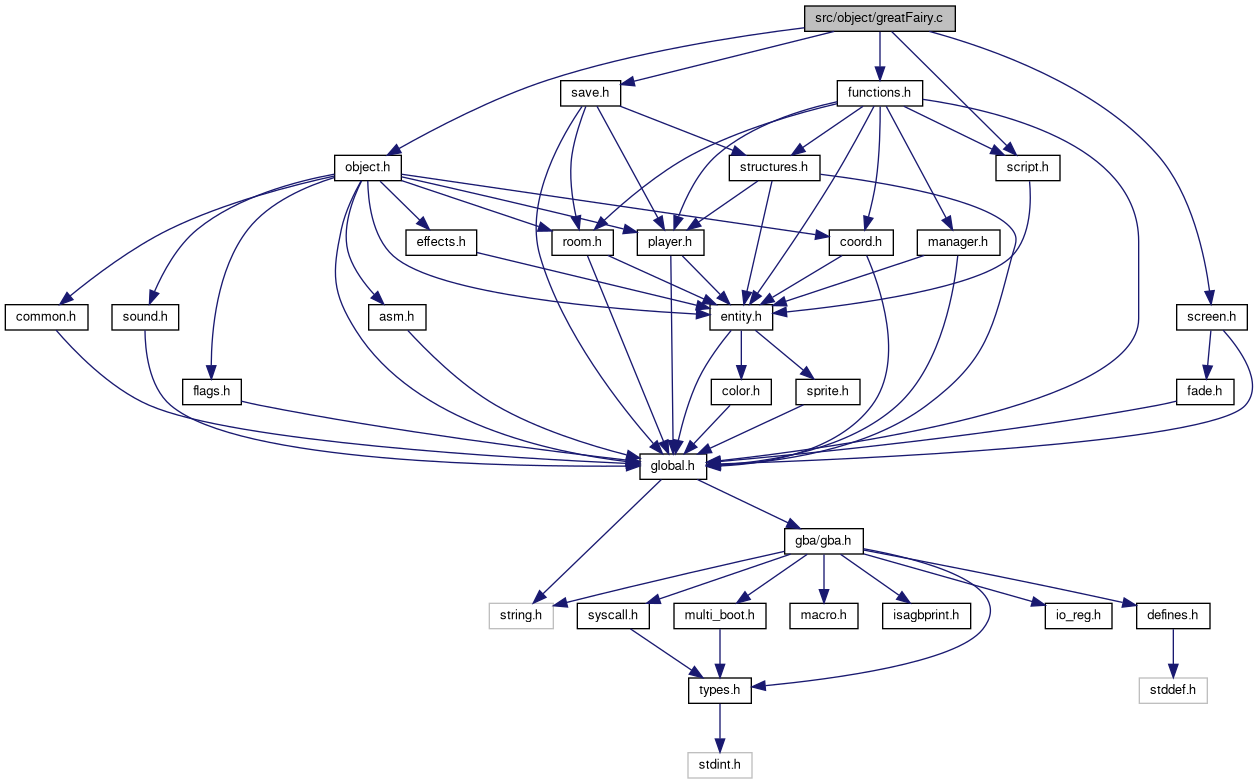 src/object/greatFairy.c
save.h
functions.h
object.h
structures.h
script.h
effects.h
room.h
player.h
coord.h
manager.h
common.h
sound.h
asm.h
entity.h
screen.h
flags.h
color.h
sprite.h
fade.h
global.h
gba/gba.h
string.h
syscall.h
multi_boot.h
macro.h
isagbprint.h
io_reg.h
defines.h
types.h
stddef.h
stdint.h